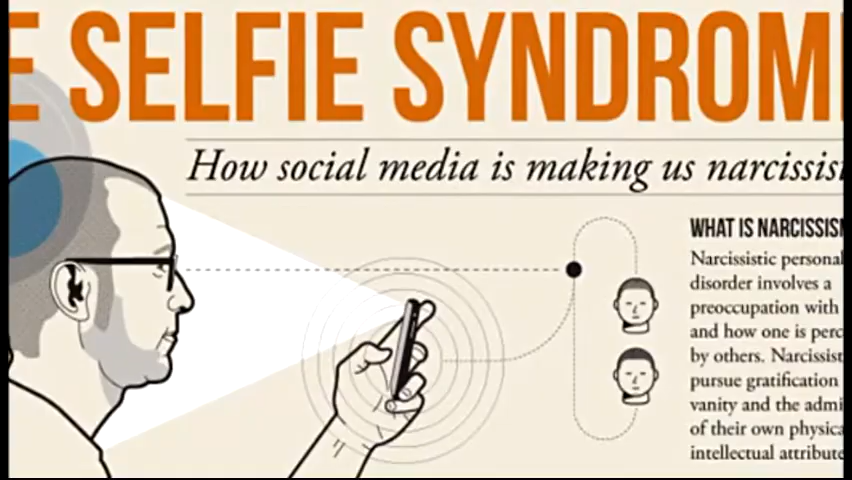 E SELFIE SYNDROM
How social media is making us narcissis
WHAT IS NARCISSISM
Narcissistic personal
disorder involves a
preoccupation with
and how one is perc
by others. Narcissist
pursue gratification
vanity and the admi
of their own physica
intellectual attribute